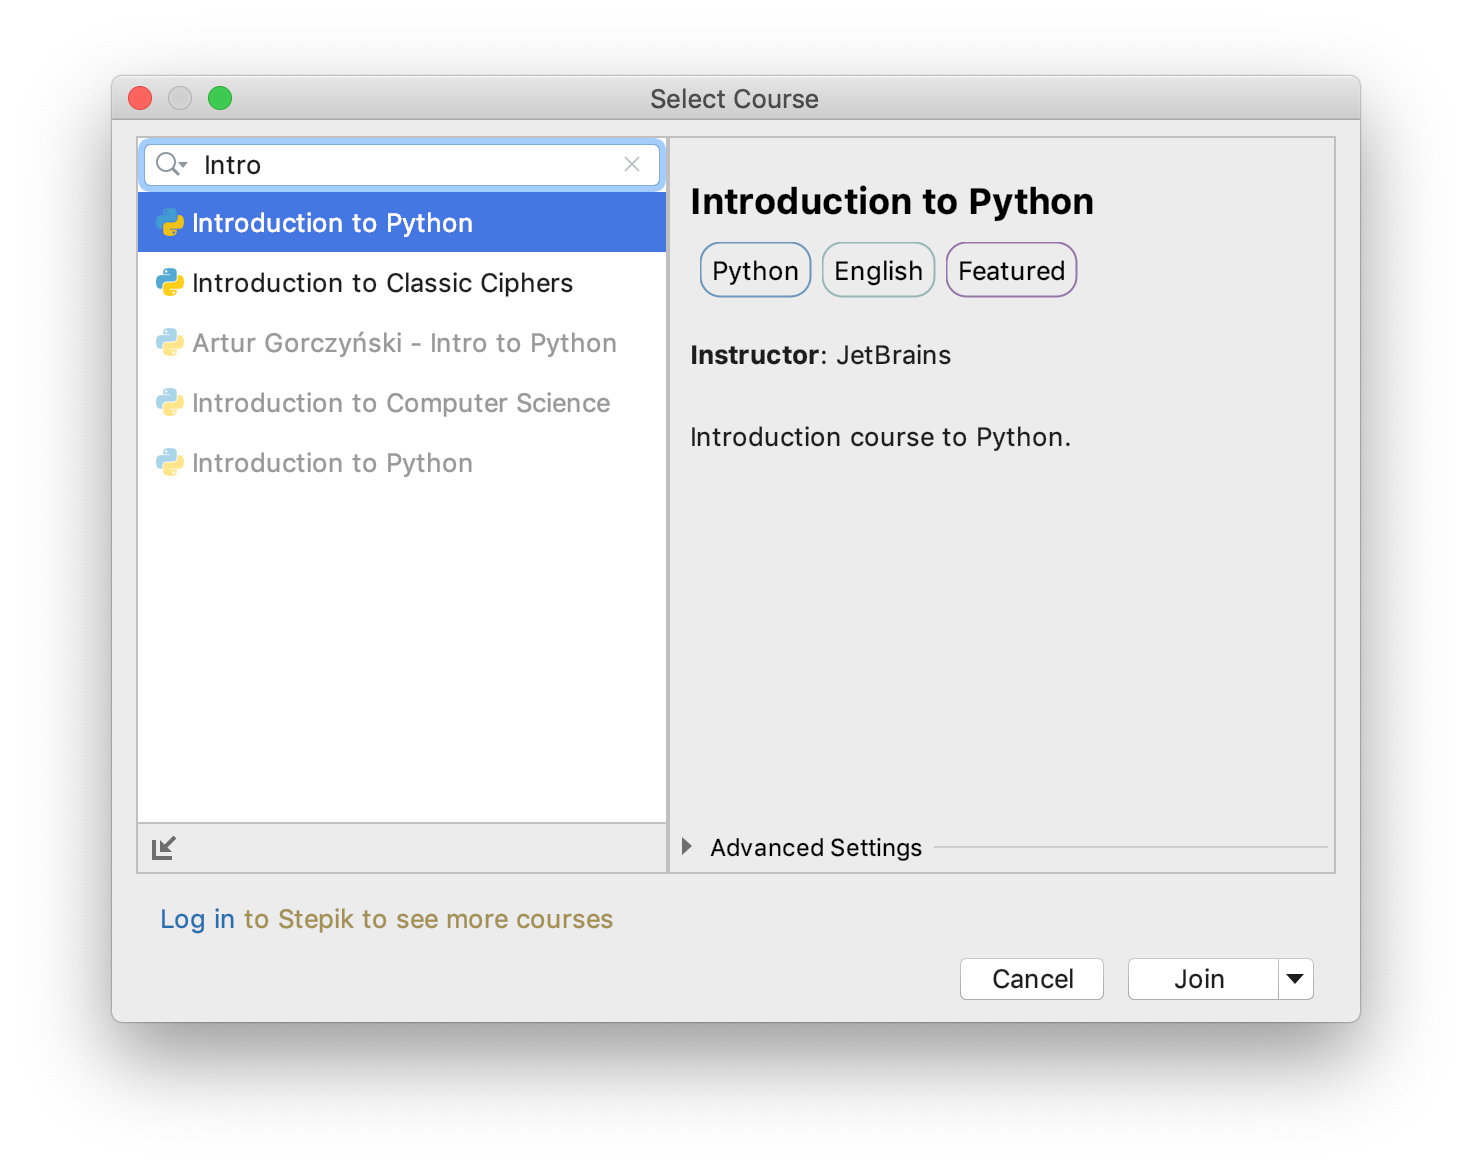 Select Course
Intro
Introduction to Python
Introduction to Classic Ciphers
Artur Gorczyński - Intro to Python
Introduction to Computer Science
Introduction to Python
Introduction to Python
Python English Featured
Instructor: JetBrains
Introduction course to Python.
Advanced Settings
Log in to Stepik to see more courses
Cancel Join